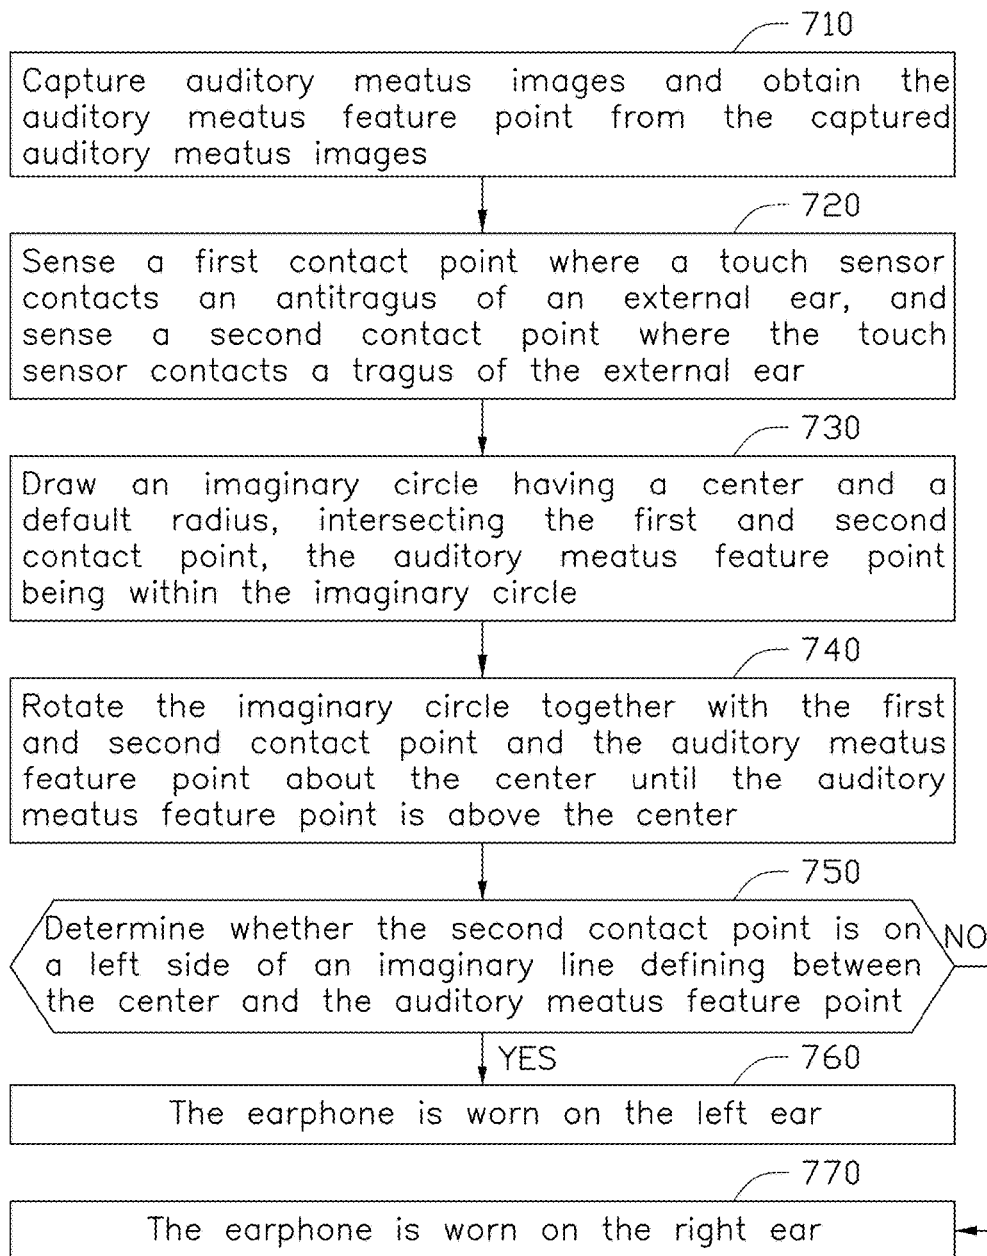 710
Capture auditory meatus images and obtain the
auditory meatus feature point from the captured
auditory meatus images
720
Sense a first contact point where a touch sensor
contacts an antitragus of an external ear, and
sense a second contact point where the touch
sensor contacts a tragus of the external ear
730
Draw an imaginary circle having a center and a
default radius, intersecting the first and second
contact point, the auditory meatus feature point
being within the imaginary circle
740
Rotate the imaginary circle together with the first
and second contact point and the auditory meatus
feature point about the center until the auditory
meatus feature point is above the center
750
Determine whether the second contact point is on
a left side of an imaginary line defining between
the center and the auditory meatus feature point
NO
YES
760
The earphone is worn on the left ear
770
The earphone is worn on the right ear